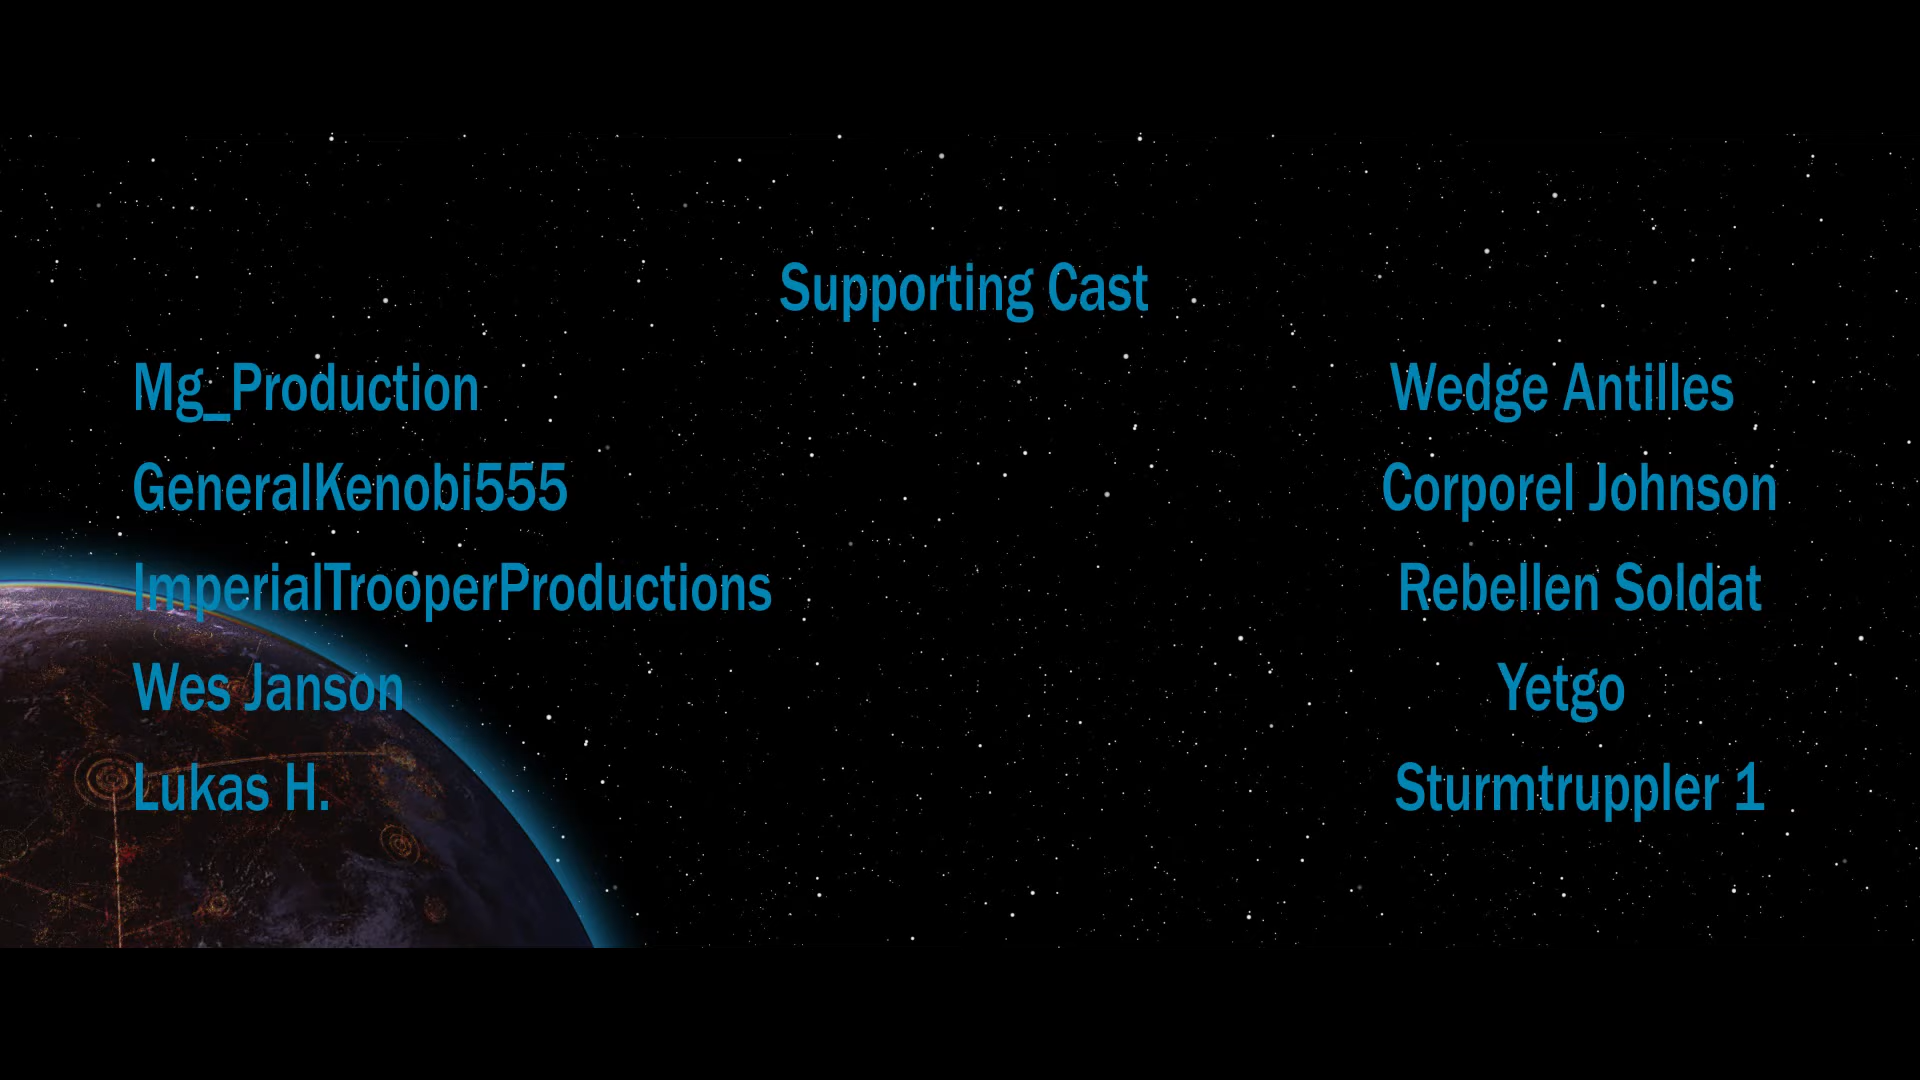 Supporting Cast
Mg_Production Wedge Antilles
GeneralKenobi555 Corporel Johnson
ImperialTrooperProductions Rebellen Soldat
Wes Janson Yetgo
Lukas H. Sturmtruppler 1